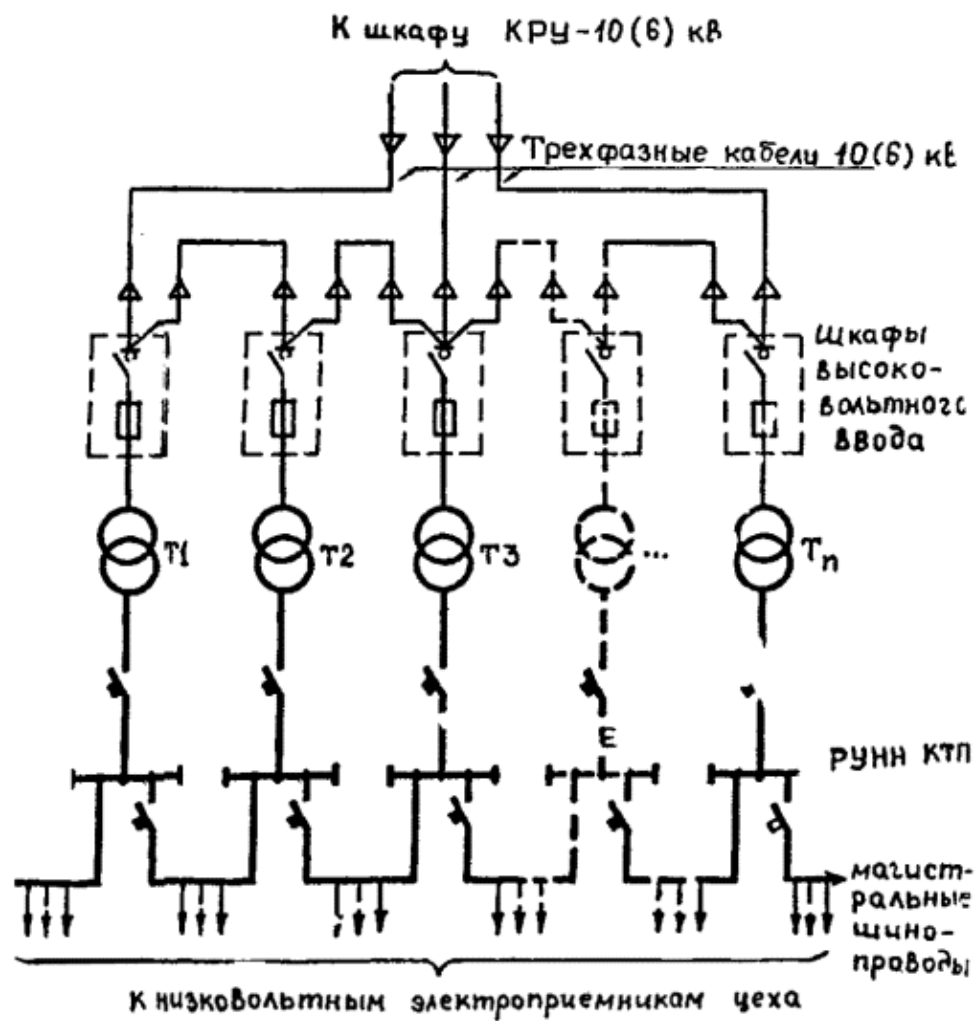 К шкафу КРУ-10(6) кВ
Трехфазные кабели 10(6) кВ
Шкафы
высоко-
вольтного
ввода
Т1
Т2
Т3
...
Тп
Е
РУНН КТП
магист-
ральные
шино-
проводы
К низковольтным электроприемникам цеха